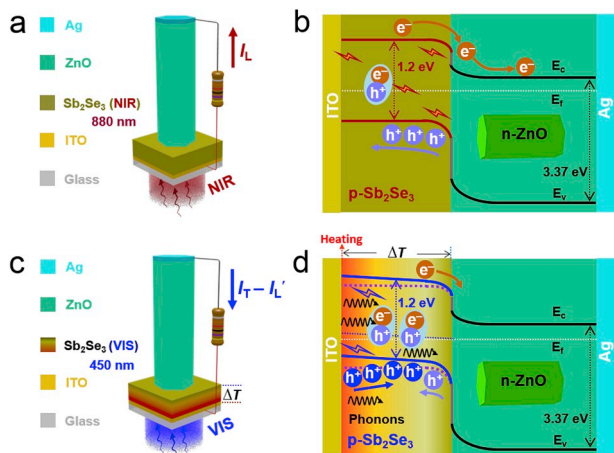 a
Ag
ZnO
Sb₂Se₃ (NIR)
880 nm
ITO
Glass
I_L
NIR
b
ITO
e⁻
e⁻
e⁻
1.2 eV
e⁻
h⁺
h⁺ h⁺ h⁺
p-Sb₂Se₃
E_c
E_f
n-ZnO
3.37 eV
E_v
Ag
c
Ag
ZnO
Sb₂Se₃ (VIS)
450 nm
ITO
Glass
I_T – I_L′
ΔT
VIS
d
Heating
ΔT
ITO
e⁻
1.2 eV
e⁻ e⁻
h⁺ h⁺
h⁺ h⁺ h⁺ h⁺ h⁺
Phonons
p-Sb₂Se₃
E_c
E_f
n-ZnO
3.37 eV
E_v
Ag